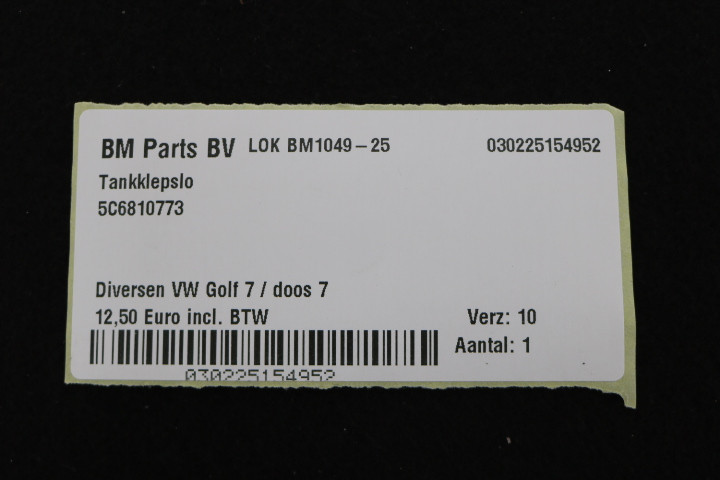 BM Parts BV LOK BM1049-25 030225154952
Tankklepslo
5C6810773
Diversen VW Golf 7 / doos 7
12,50 Euro incl. BTW Verz: 10
Aantal: 1
030225154952